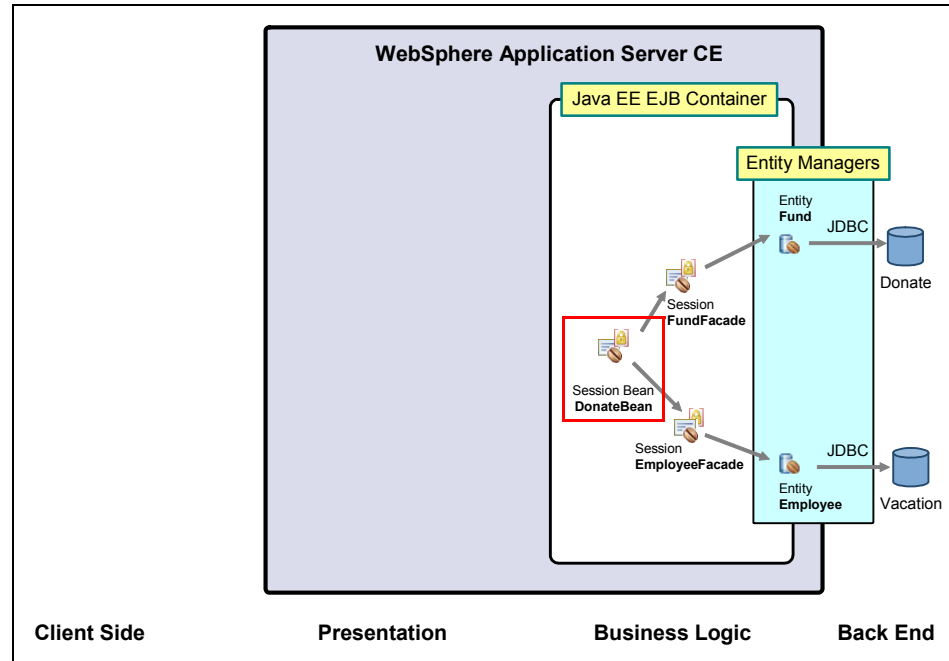 WebSphere Application Server CE
Java EE EJB Container
Entity Managers
Entity
Fund
JDBC
Donate
Session
FundFacade
Session Bean
DonateBean
Session
EmployeeFacade
JDBC
Entity
Employee
Vacation
Client Side
Presentation
Business Logic
Back End